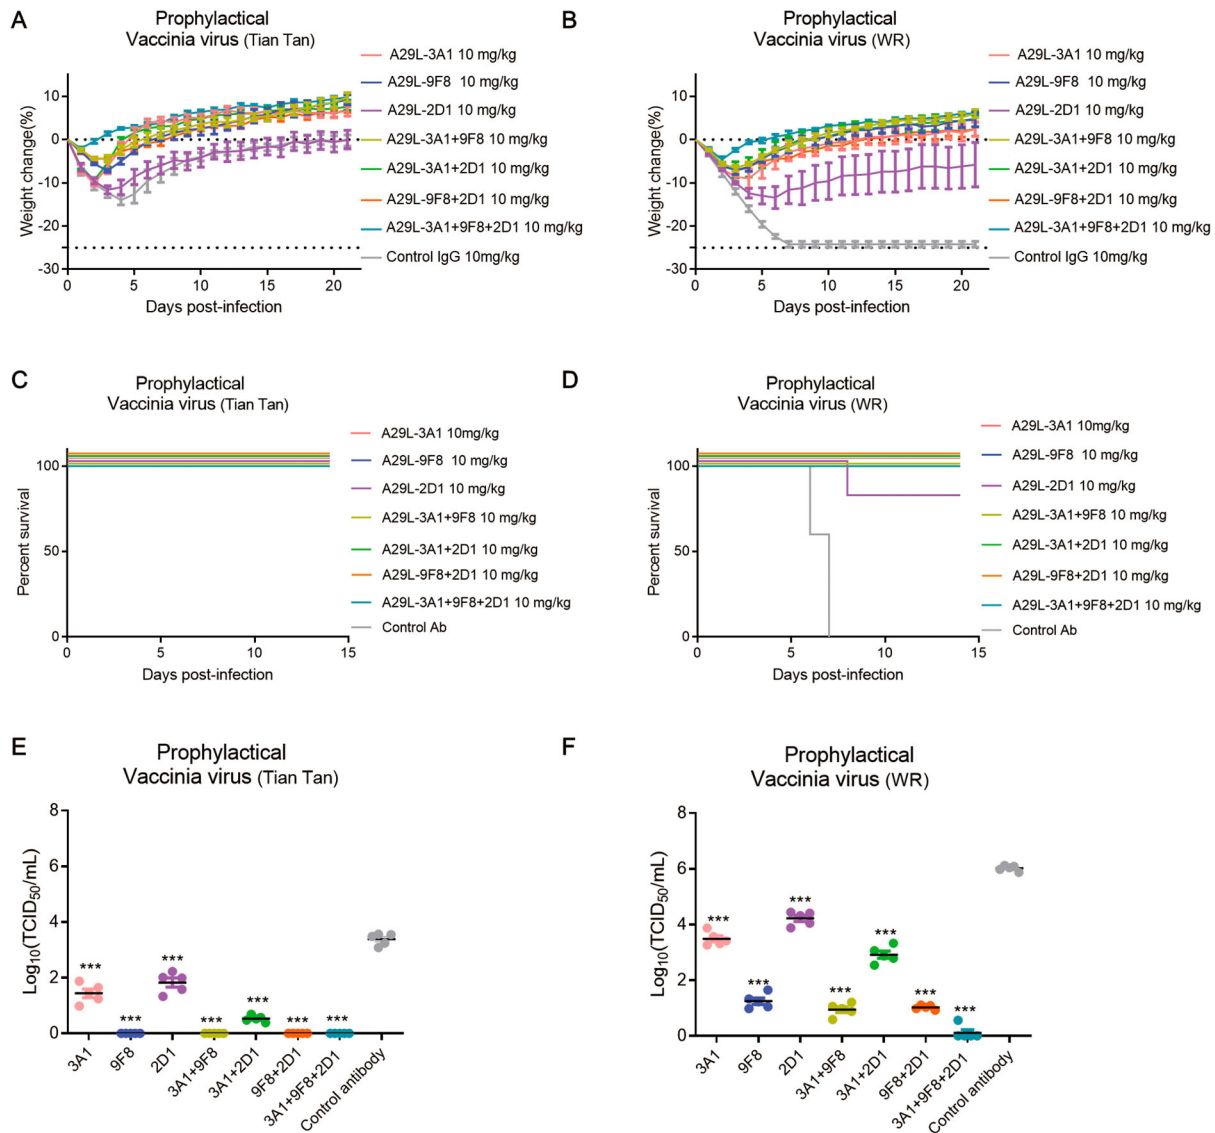 A
Prophylactical
Vaccinia virus (Tian Tan)
Weight change(%)
10
0
-10
-20
-30
0
5
10
15
20
Days post-infection
A29L-3A1 10 mg/kg
A29L-9F8 10 mg/kg
A29L-2D1 10 mg/kg
A29L-3A1+9F8 10 mg/kg
A29L-3A1+2D1 10 mg/kg
A29L-9F8+2D1 10 mg/kg
A29L-3A1+9F8+2D1 10 mg/kg
Control IgG 10mg/kg
B
Prophylactical
Vaccinia virus (WR)
Weight change(%)
10
0
-10
-20
-30
0
5
10
15
20
Days post-infection
A29L-3A1 10 mg/kg
A29L-9F8 10 mg/kg
A29L-2D1 10 mg/kg
A29L-3A1+9F8 10 mg/kg
A29L-3A1+2D1 10 mg/kg
A29L-9F8+2D1 10 mg/kg
A29L-3A1+9F8+2D1 10 mg/kg
Control IgG 10mg/kg
C
Prophylactical
Vaccinia virus (Tian Tan)
Percent survival
100
50
0
0
5
10
15
Days post-infection
A29L-3A1 10mg/kg
A29L-9F8 10 mg/kg
A29L-2D1 10 mg/kg
A29L-3A1+9F8 10 mg/kg
A29L-3A1+2D1 10 mg/kg
A29L-9F8+2D1 10 mg/kg
A29L-3A1+9F8+2D1 10 mg/kg
Control Ab
D
Prophylactical
Vaccinia virus (WR)
Percent survival
100
50
0
0
5
10
15
Days post-infection
A29L-3A1 10mg/kg
A29L-9F8 10 mg/kg
A29L-2D1 10 mg/kg
A29L-3A1+9F8 10 mg/kg
A29L-3A1+2D1 10 mg/kg
A29L-9F8+2D1 10 mg/kg
A29L-3A1+9F8+2D1 10 mg/kg
Control Ab
E
Prophylactical
Vaccinia virus (Tian Tan)
Log10(TCID50/mL)
8
6
4
2
0
***
***
***
***
***
***
***
3A1
9F8
2D1
3A1+9F8
3A1+2D1
9F8+2D1
3A1+9F8+2D1
Control antibody
F
Prophylactical
Vaccinia virus (WR)
Log10(TCID50/mL)
8
6
4
2
0
***
***
***
***
***
***
***
3A1
9F8
2D1
3A1+9F8
3A1+2D1
9F8+2D1
3A1+9F8+2D1
Control antibody